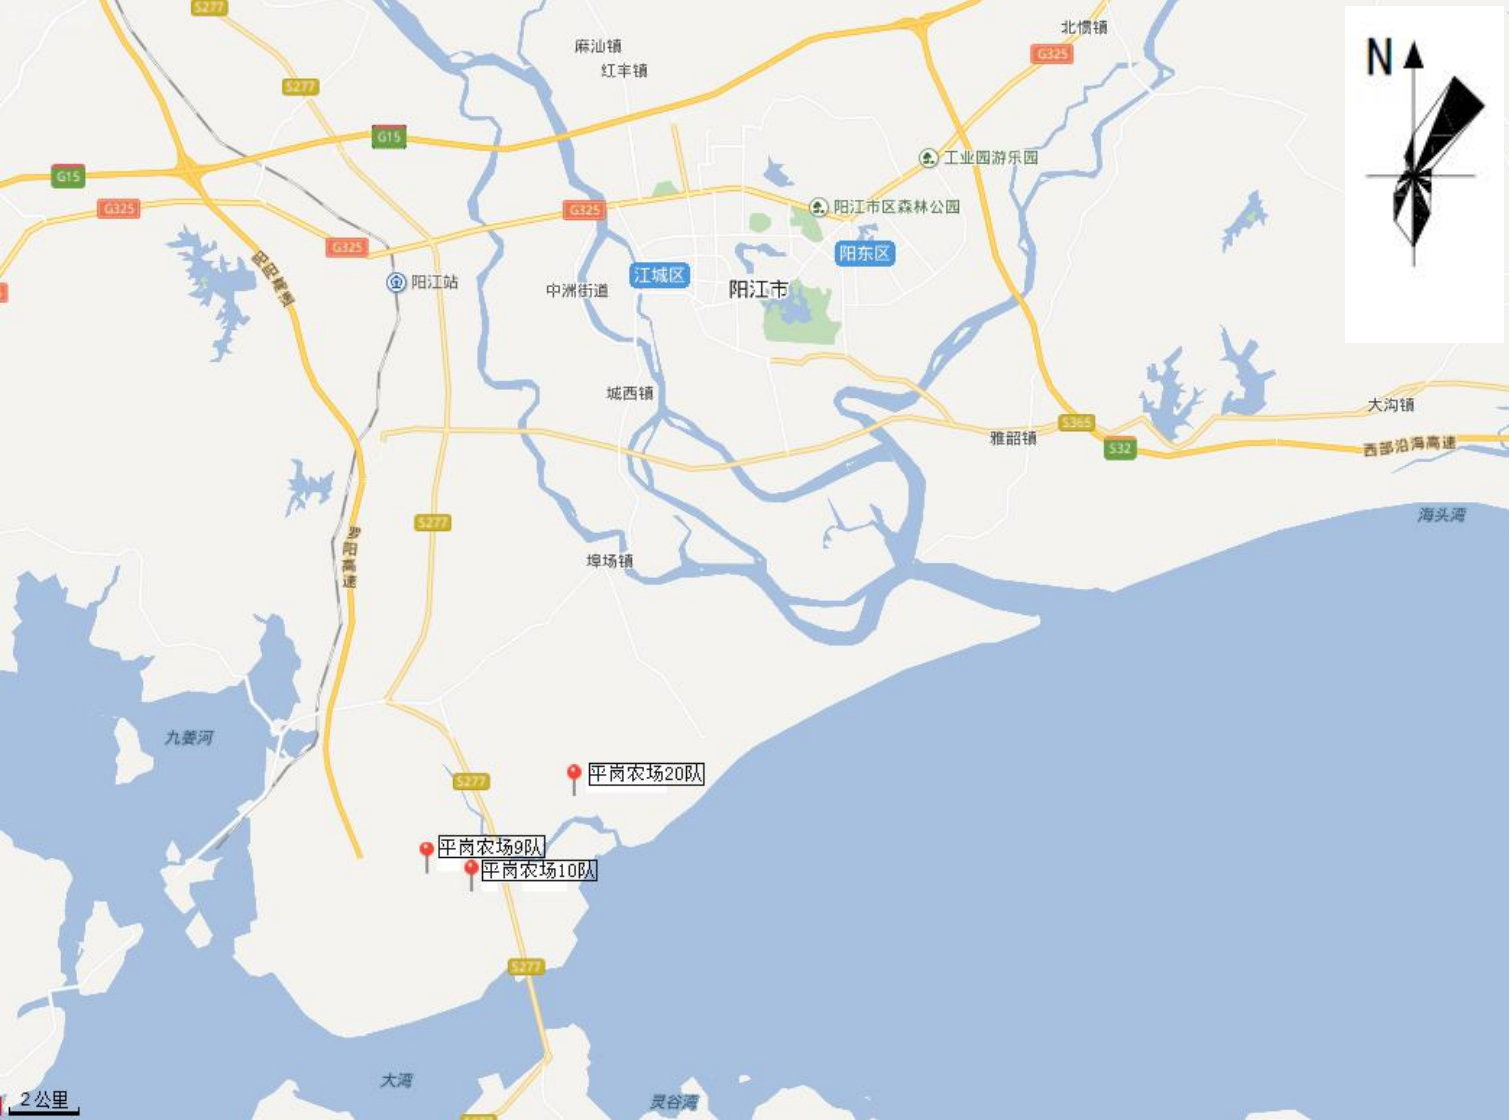 S277
北惯镇
麻汕镇
G325
N
红丰镇
S277
G15
工业园游乐园
G15
阳江市区森林公园
G325
G325
G325
阳东区
阳江站
江城区
中洲街道
阳江市
城西镇
大沟镇
S365
雅韶镇
S32
西部沿海高速
海头湾
S277
罗阳高速
埠场镇
九姜河
平岗农场20队
S277
平岗农场9队
平岗农场10队
S277
大湾
2公里
灵谷湾